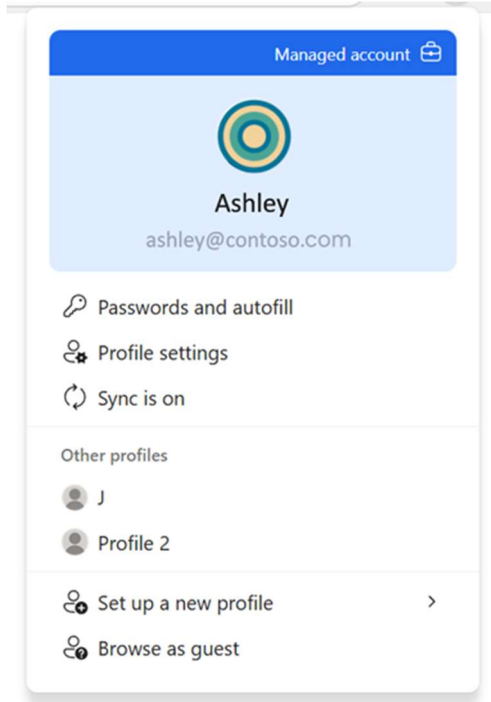 Managed account
Ashley
ashley@contoso.com
Passwords and autofill
Profile settings
Sync is on
Other profiles
J
Profile 2
Set up a new profile
Browse as guest